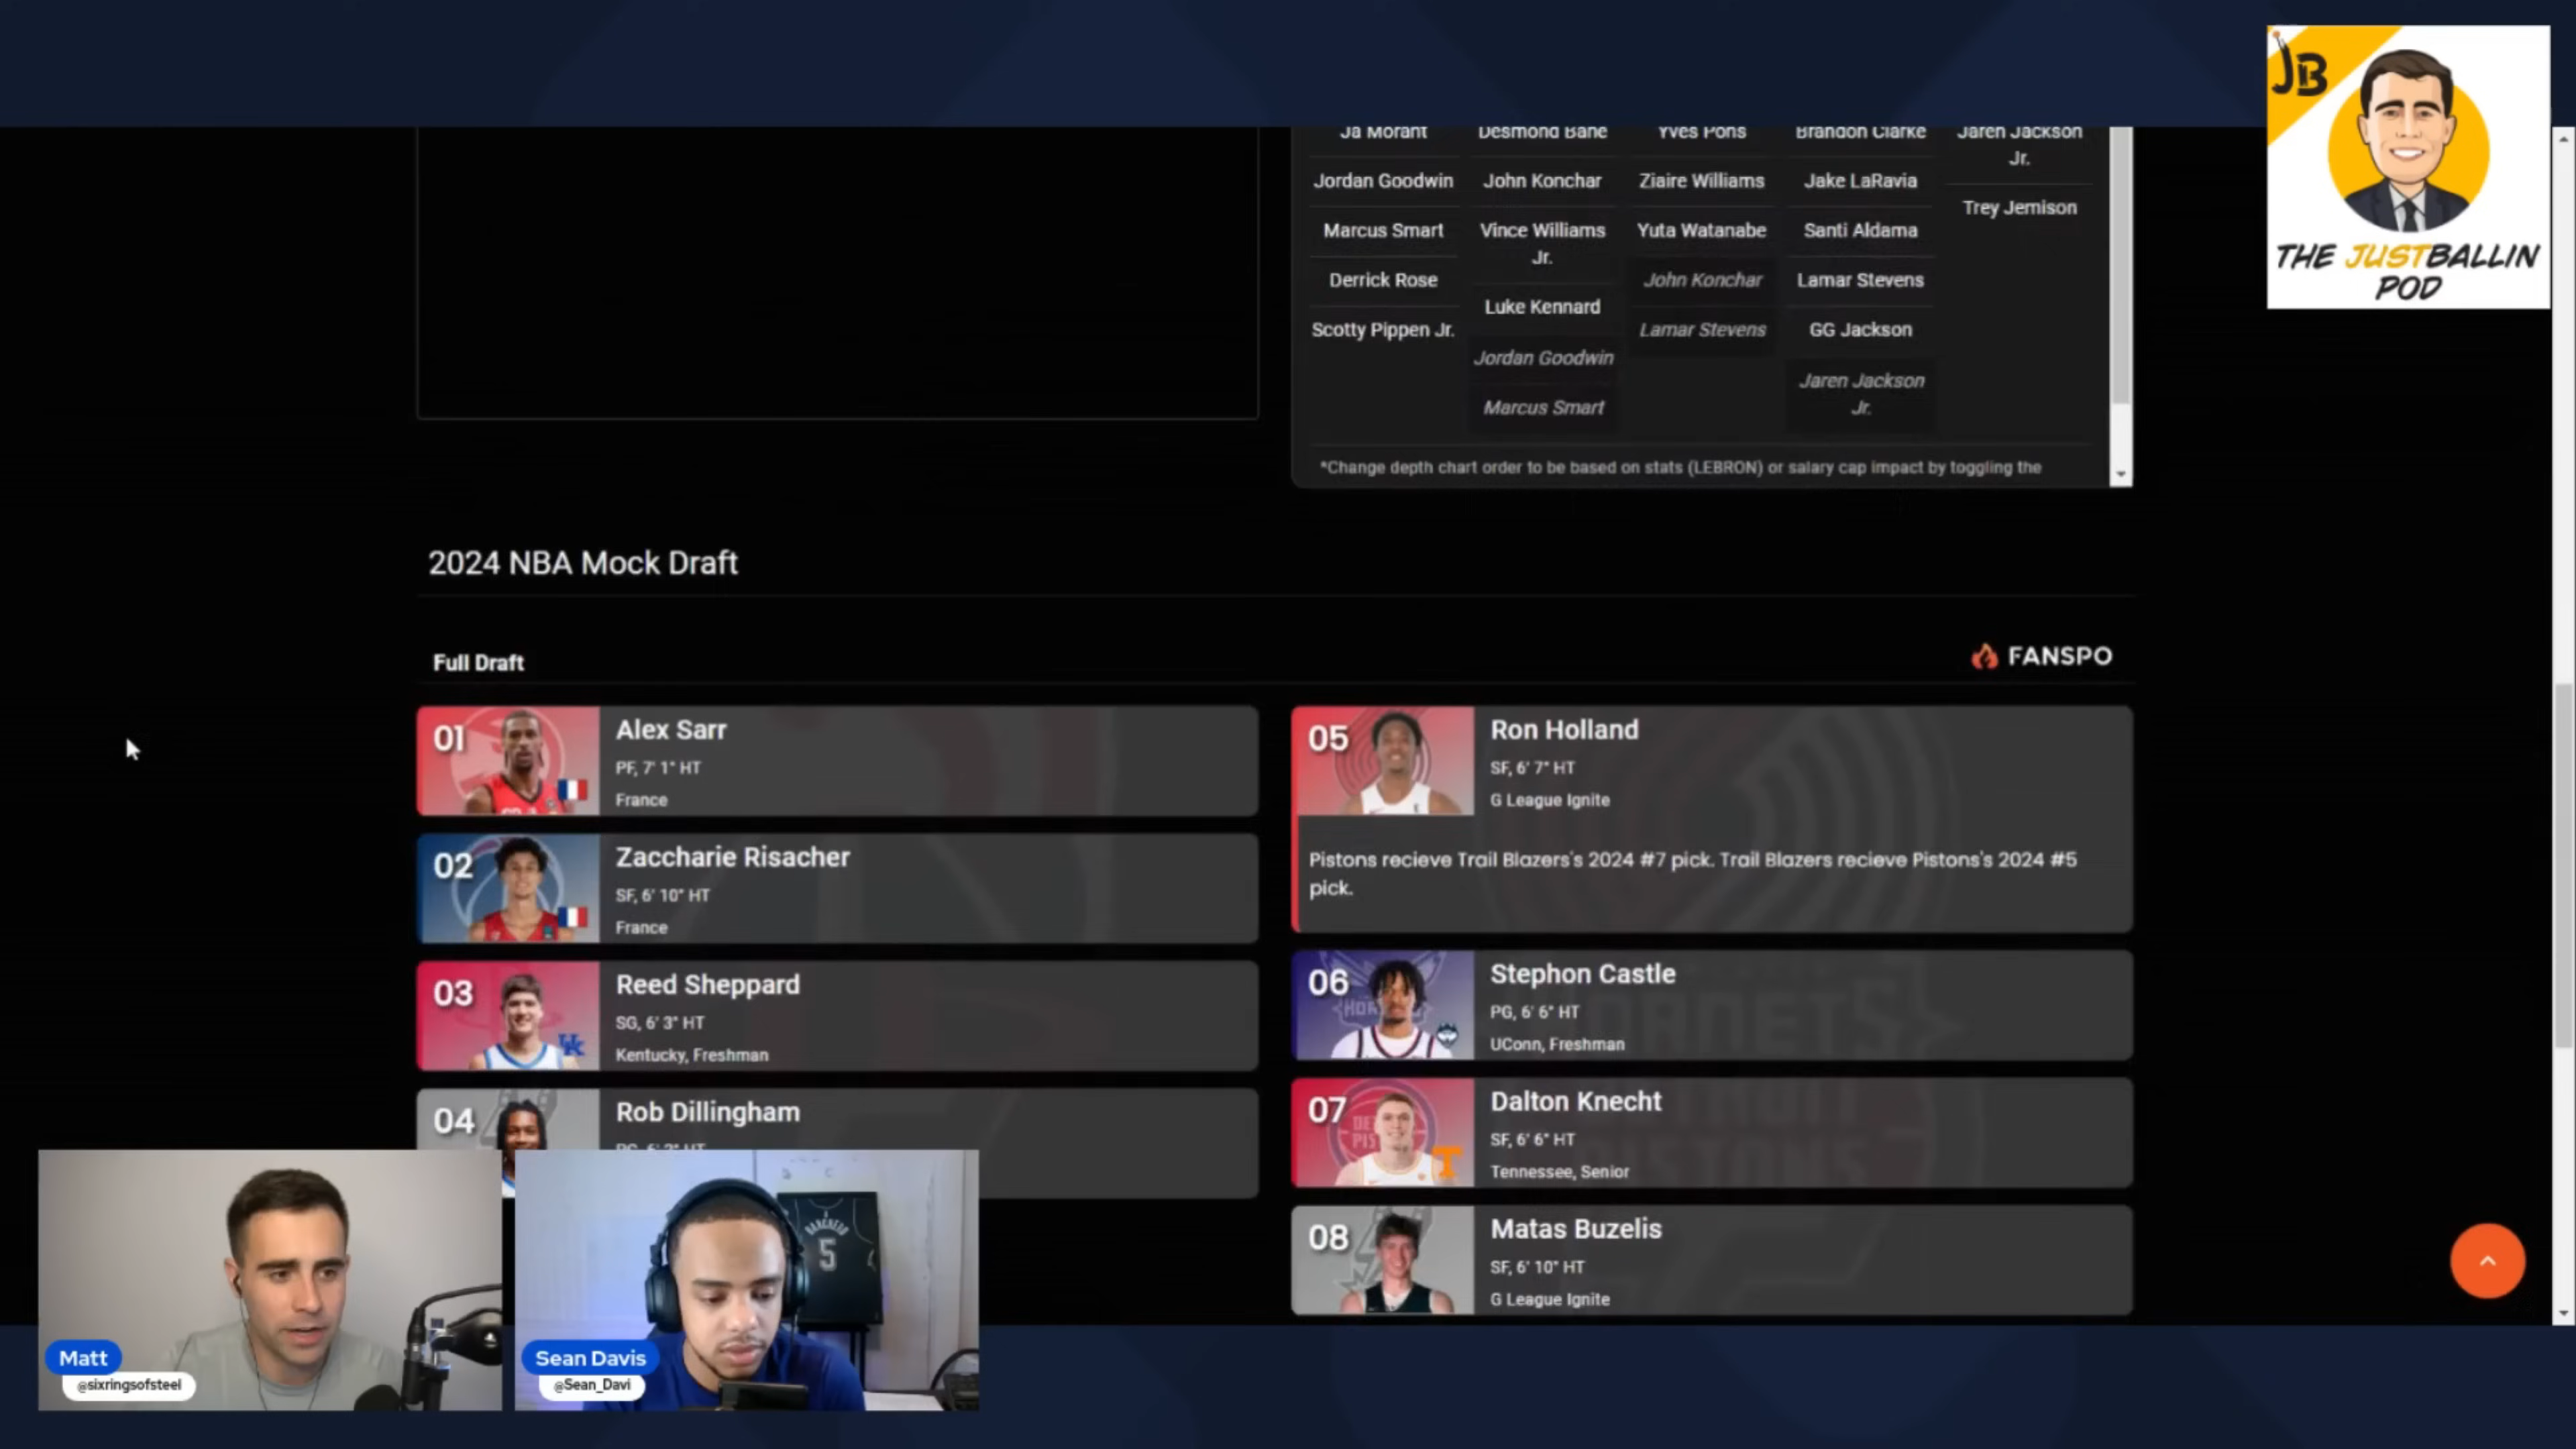 JB
THE JUSTBALLIN
POD
Ja Morant
Desmond Bane
Yves Pons
Brandon Clarke
Jaren Jackson
Jr.
Jordan Goodwin
John Konchar
Ziaire Williams
Jake LaRavia
Trey Jemison
Marcus Smart
Vince Williams
Jr.
Yuta Watanabe
Santi Aldama
Derrick Rose
John Konchar
Lamar Stevens
Luke Kennard
Scotty Pippen Jr.
Lamar Stevens
GG Jackson
Jordan Goodwin
Jaren Jackson
Jr.
Marcus Smart
*Change depth chart order to be based on stats (LEBRON) or salary cap impact by toggling the
2024 NBA Mock Draft
Full Draft
FANSPO
01
Alex Sarr
PF, 7' 1" HT
France
02
Zaccharie Risacher
SF, 6' 10" HT
France
03
Reed Sheppard
SG, 6' 3" HT
Kentucky, Freshman
UK
04
Rob Dillingham
05
Ron Holland
SF, 6' 7" HT
G League Ignite
Pistons recieve Trail Blazers's 2024 #7 pick. Trail Blazers recieve Pistons's 2024 #5
pick.
06
Stephon Castle
PG, 6' 6" HT
UConn, Freshman
HORNETS
07
Dalton Knecht
SF, 6' 6" HT
Tennessee, Senior
T
DETROIT
PISTONS
08
Matas Buzelis
SF, 6' 10" HT
G League Ignite
5
Matt
@sixringsofsteel
Sean Davis
@Sean_Davi